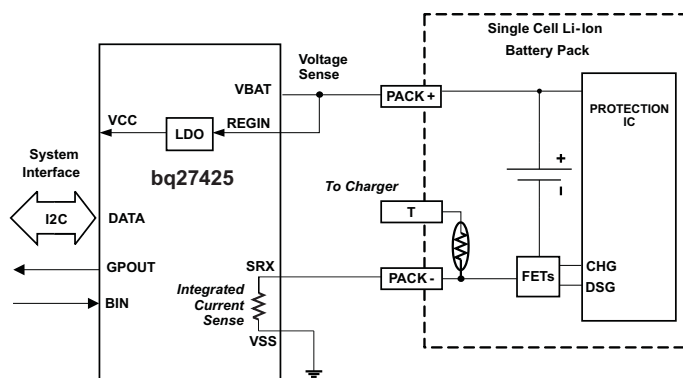 Single Cell Li-Ion
Battery Pack
Voltage
Sense
VBAT
PACK +
PROTECTION
IC
VCC
LDO
REGIN
System
Interface
bq27425
+
To Charger
I2C
DATA
T
SRX
GPOUT
PACK -
FETs
CHG
DSG
Integrated
Current
Sense
BIN
VSS